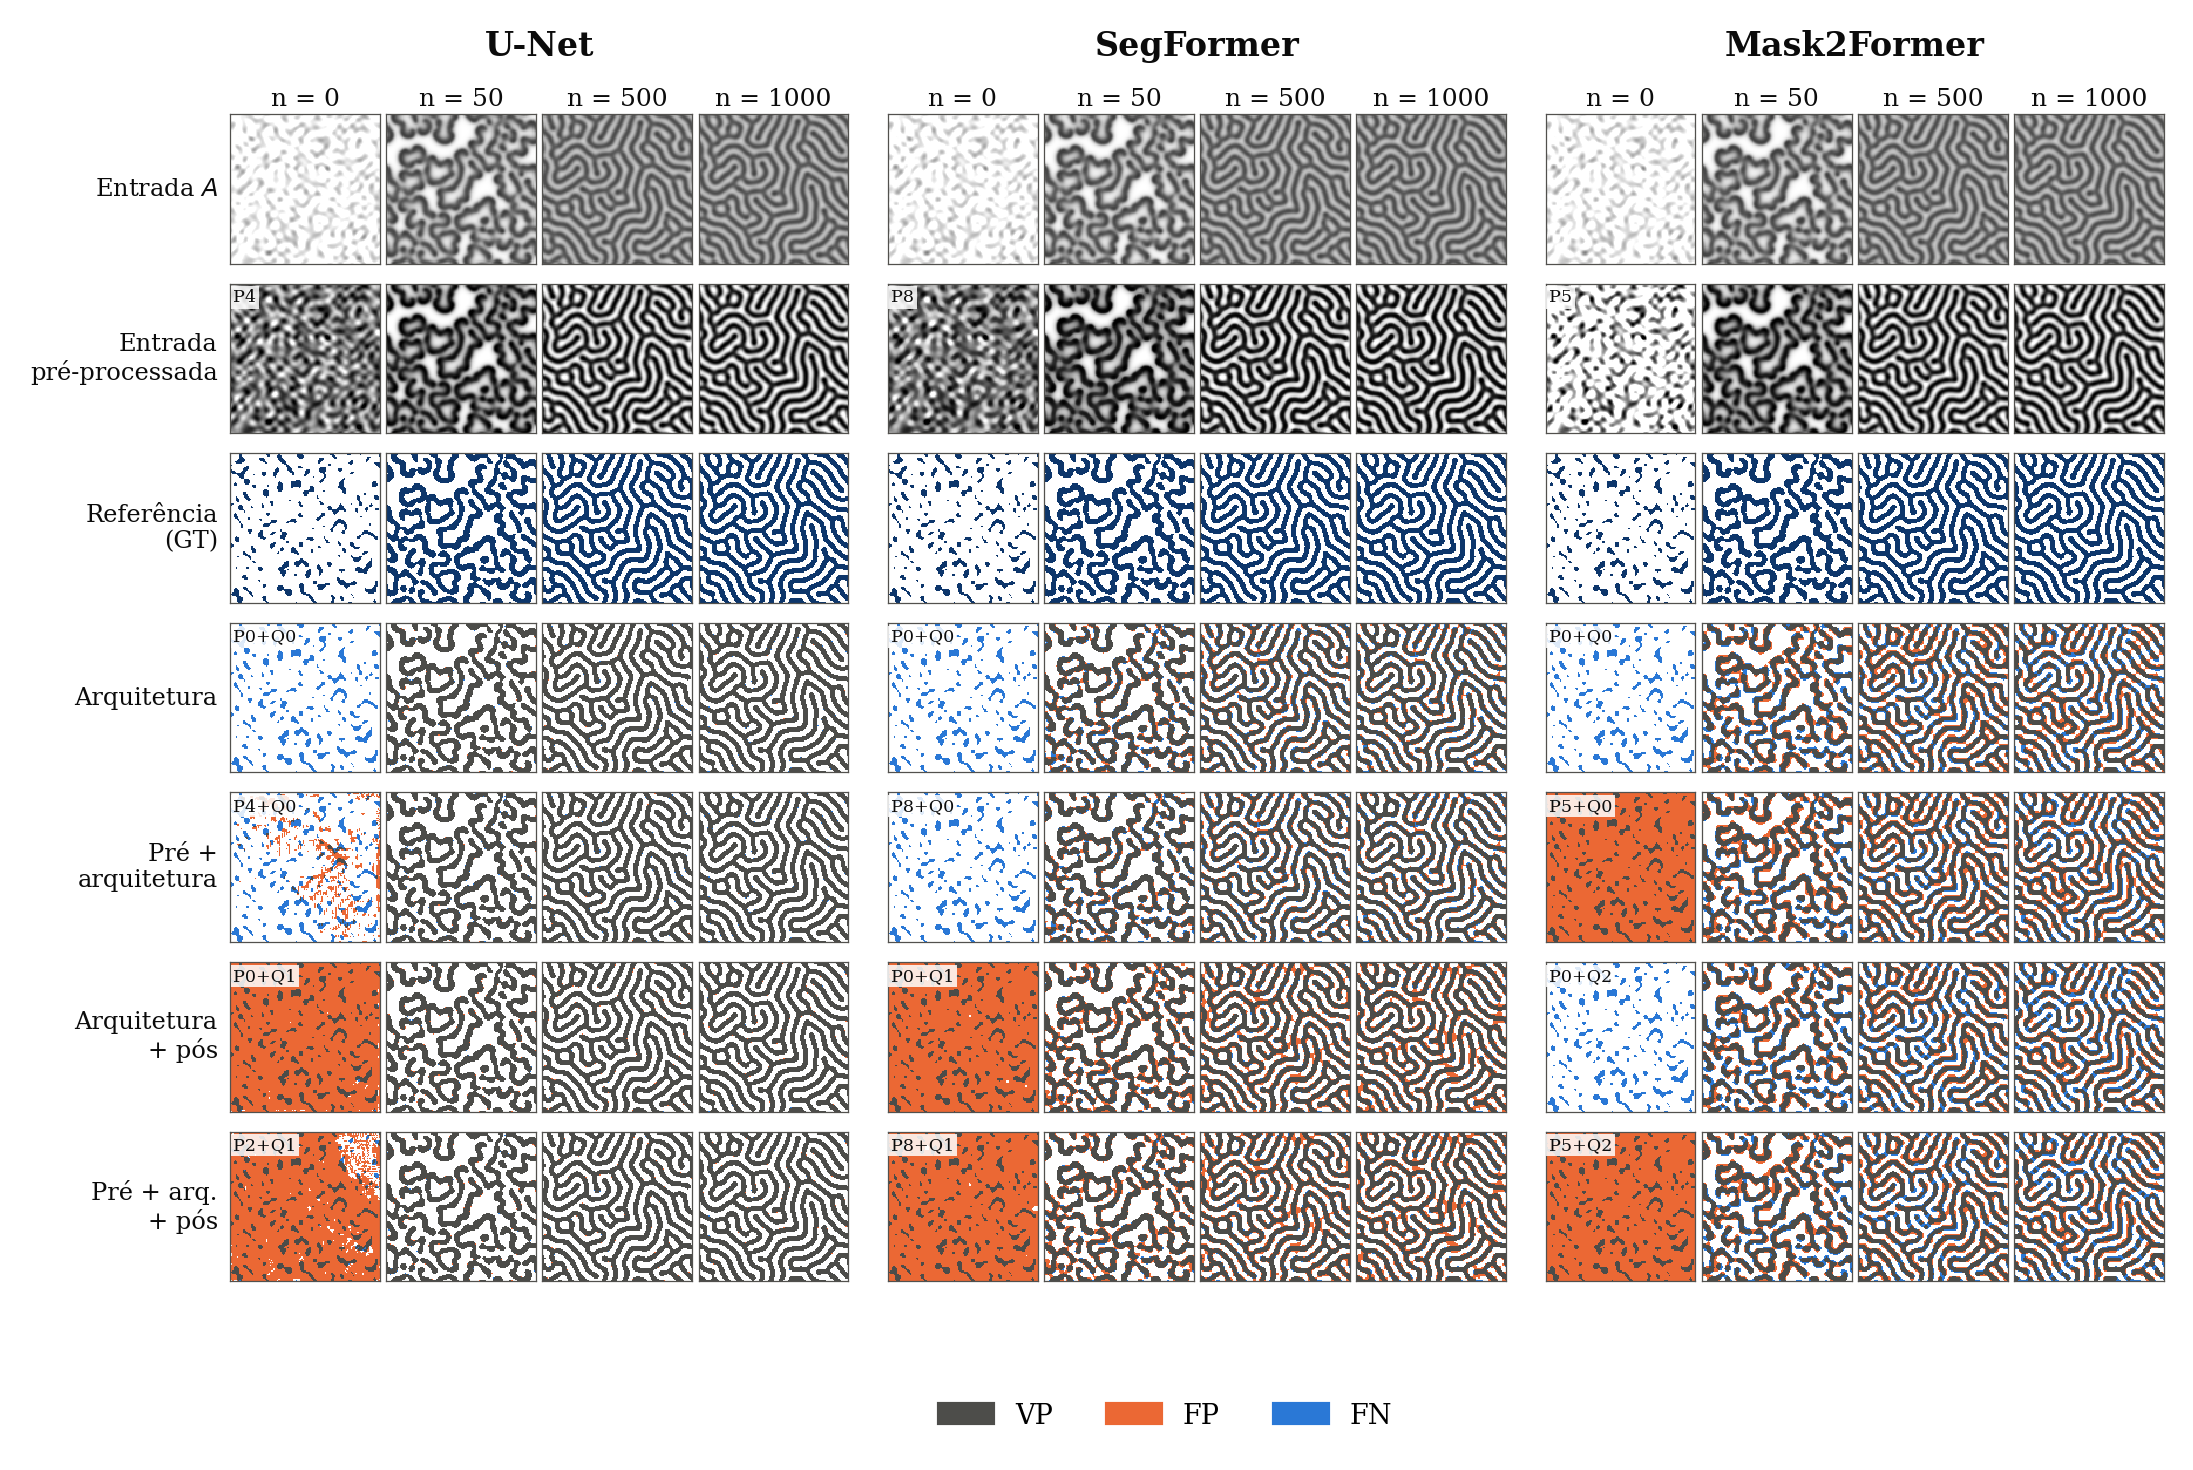 U-Net SegFormer Mask2Former
n = 0 n = 50 n = 500 n = 1000 n = 0 n = 50 n = 500 n = 1000 n = 0 n = 50 n = 500 n = 1000
Entrada A
P4 P8 P5
Entrada
pré-processada
Referência
(GT)
P0+Q0 P0+Q0 P0+Q0
Arquitetura
P4+Q0 P8+Q0 P5+Q0
Pré +
arquitetura
P0+Q1 P0+Q1 P0+Q2
Arquitetura
+ pós
P2+Q1 P8+Q1 P5+Q2
Pré + arq.
+ pós
VP FP FN